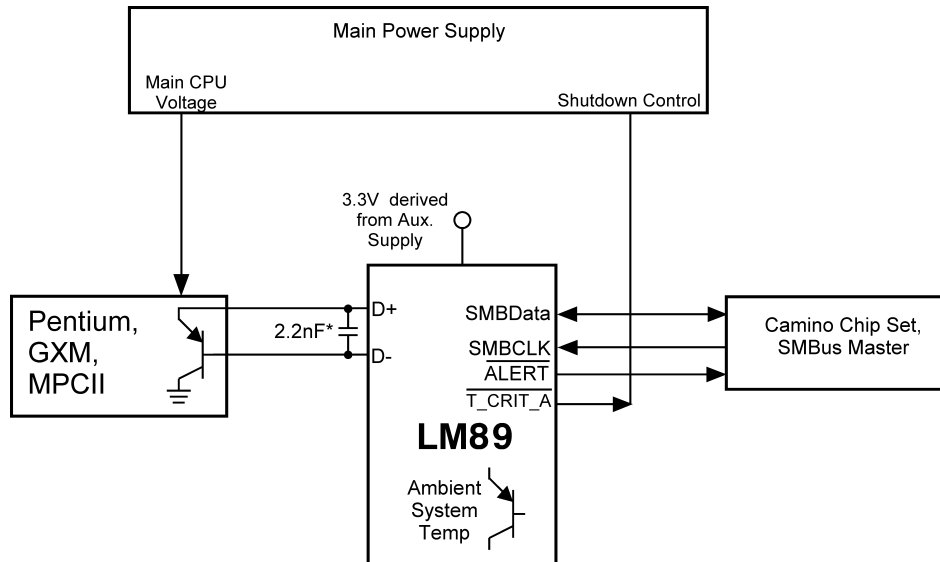 Main Power Supply
Main CPU
Voltage
Shutdown Control
3.3V derived
from Aux.
Supply
Pentium,
GXM,
MPCII
2.2nF*
D+
D-
SMBData
SMBCLK
ALERT
T_CRIT_A
LM89
Ambient
System
Temp
Camino Chip Set,
SMBus Master